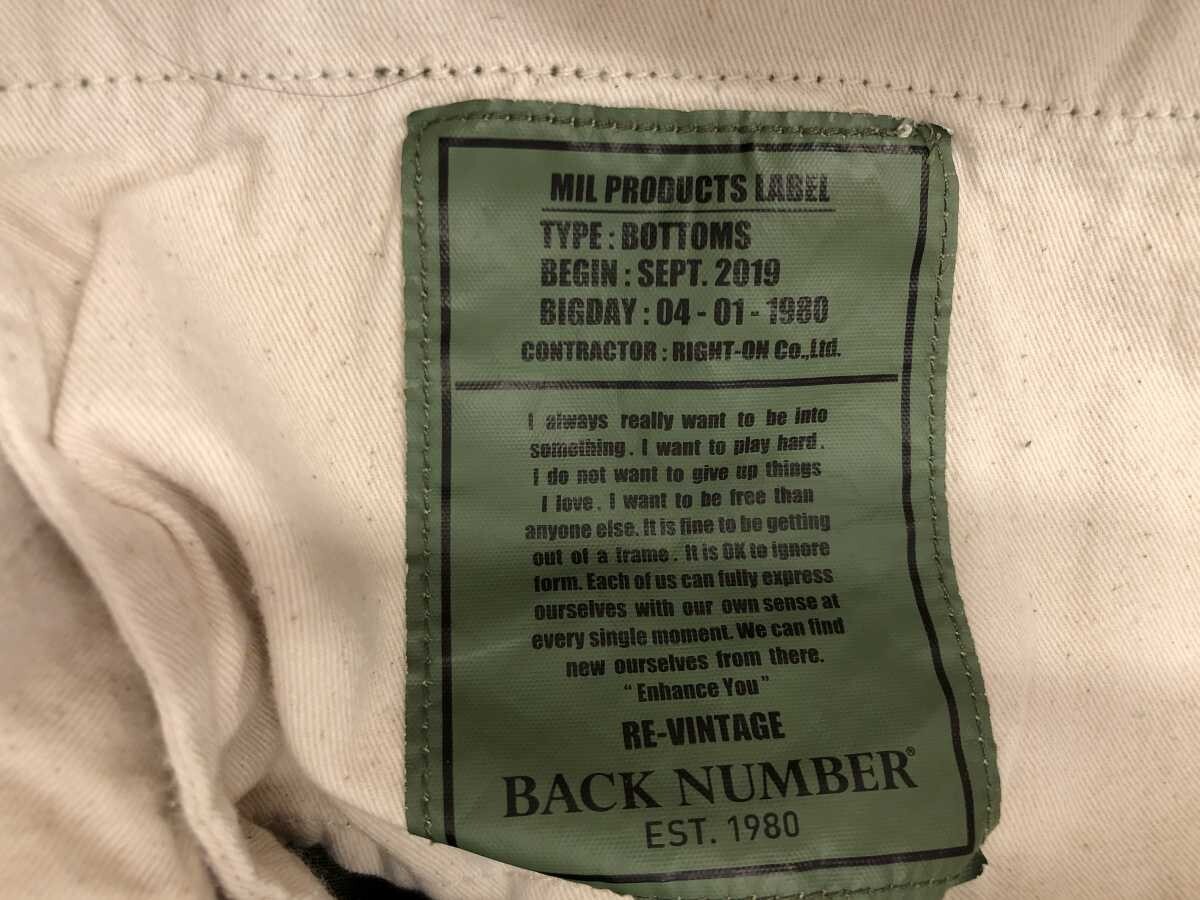 MIL PRODUCTS LABEL
TYPE : BOTTOMS
BEGIN : SEPT. 2019
BIGDAY : 04 - 01 - 1980
CONTRACTOR : RIGHT-ON Co.,Ltd.
I always really want to be into
something. I want to play hard.
I do not want to give up things
I love. I want to be free than
anyone else. It is fine to be getting
out of a frame. It is OK to ignore
form. Each of us can fully express
ourselves with our own sense at
every single moment. We can find
new ourselves from there.
"Enhance You"
RE-VINTAGE
BACK NUMBER®
EST. 1980